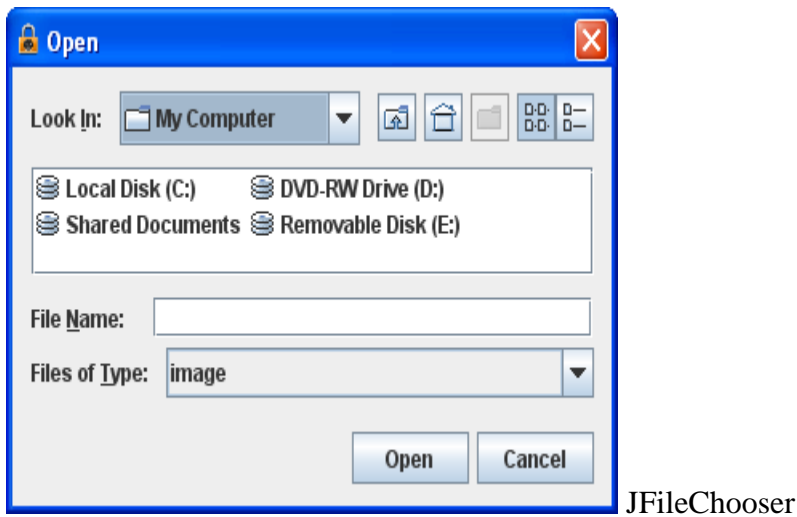 Open
Look In: My Computer
Local Disk (C:) DVD-RW Drive (D:)
Shared Documents Removable Disk (E:)
File Name:
Files of Type: image
Open Cancel
JFileChooser